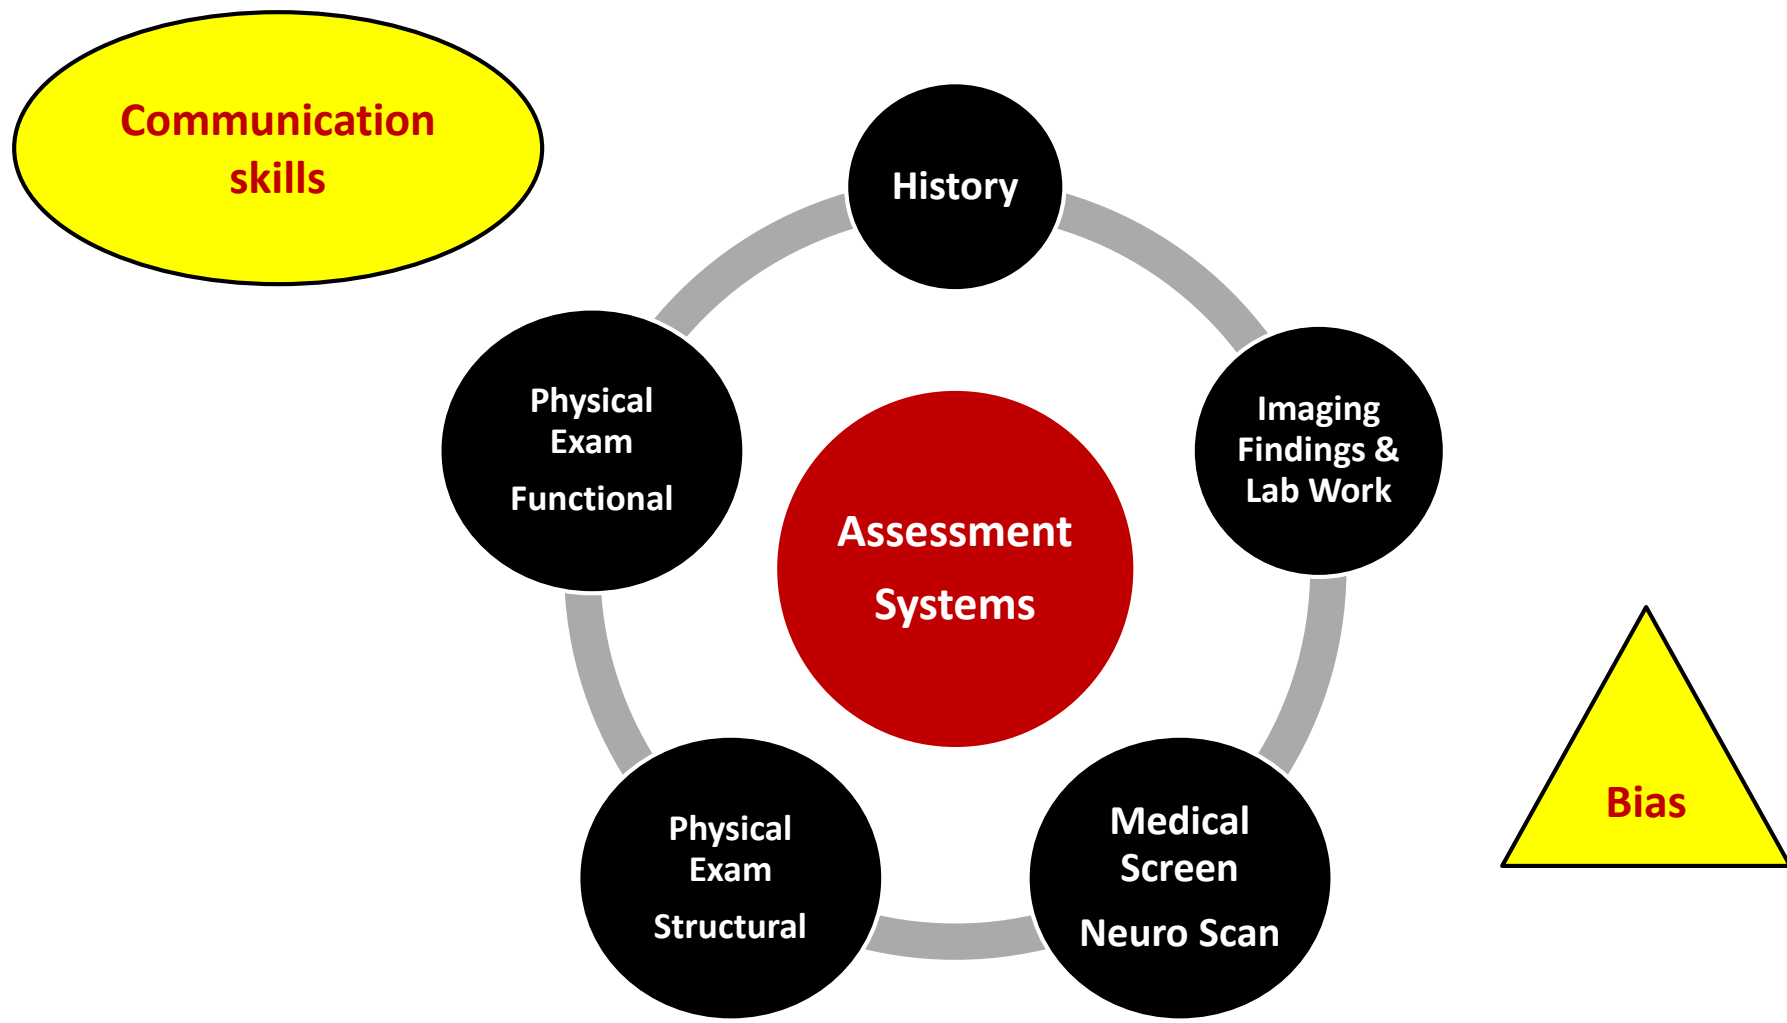 Communication
skills
History
Physical
Exam
Functional
Imaging
Findings &
Lab Work
Assessment
Systems
Bias
Physical
Exam
Structural
Medical
Screen
Neuro Scan